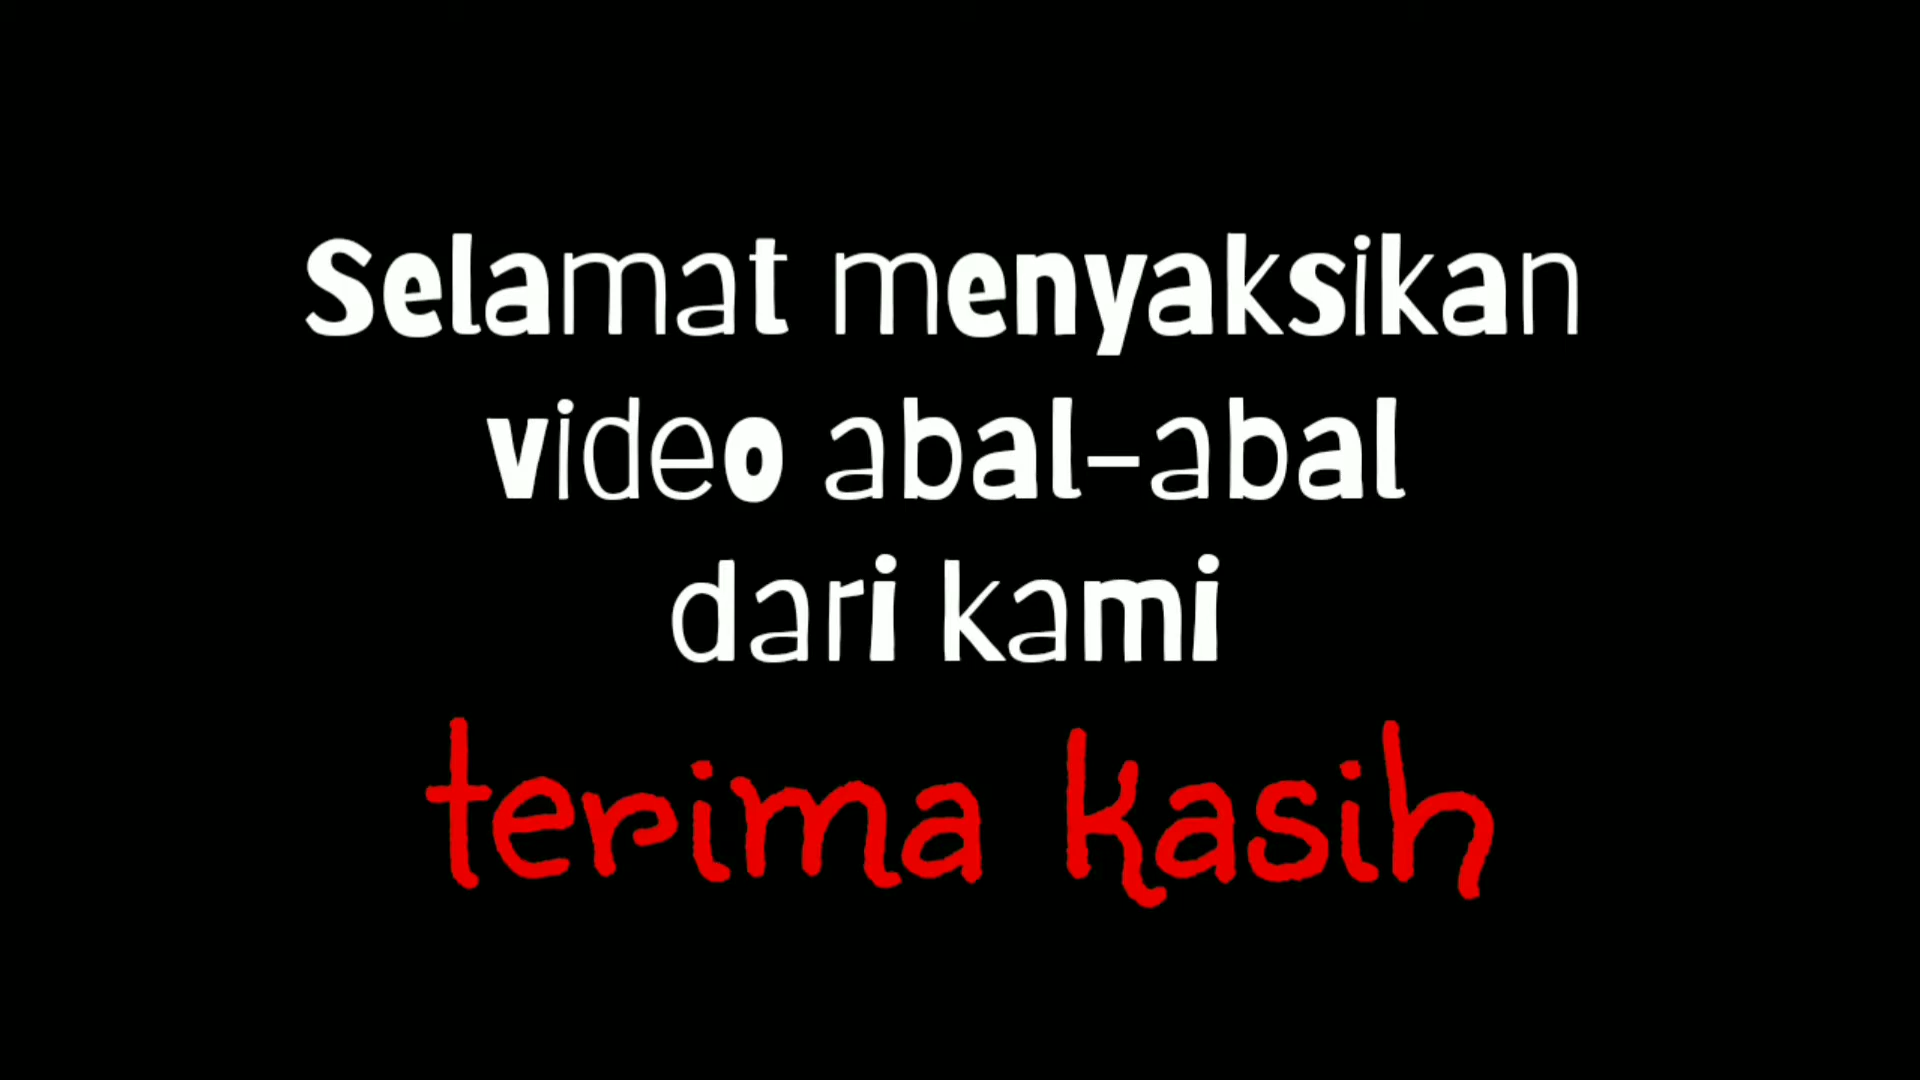 Selamat menyaksikan
video abal-abal
dari kami
terima kasih